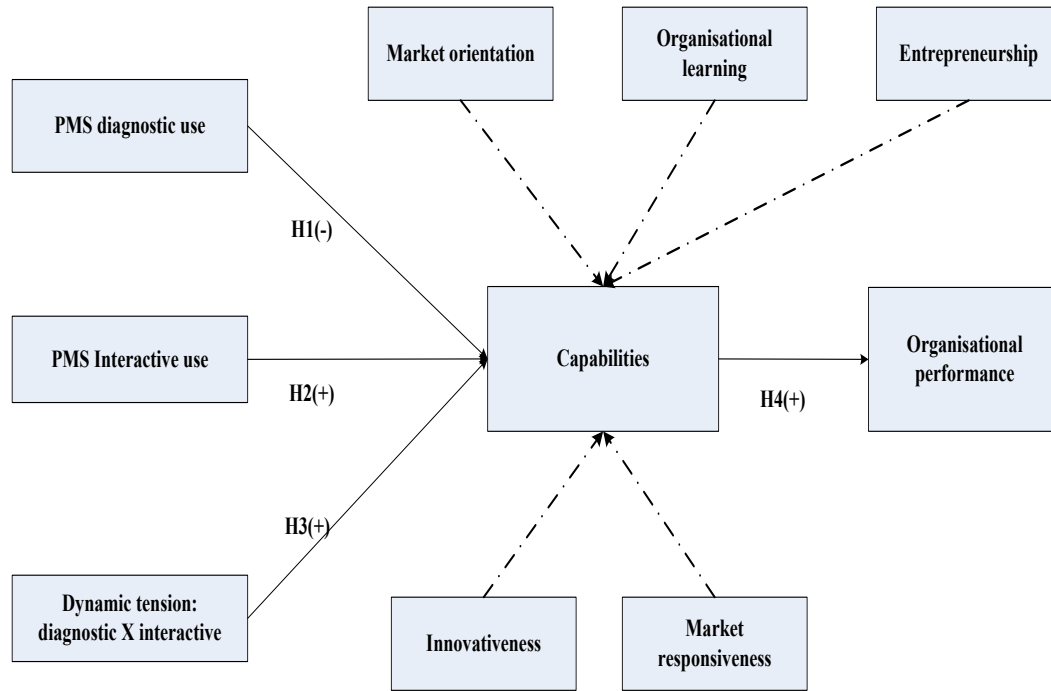 Market orientation
Organisational
learning
Entrepreneurship
PMS diagnostic use
H1(-)
PMS Interactive use
H2(+)
Capabilities
H4(+)
Organisational
performance
H3(+)
Dynamic tension:
diagnostic X interactive
Innovativeness
Market
responsiveness